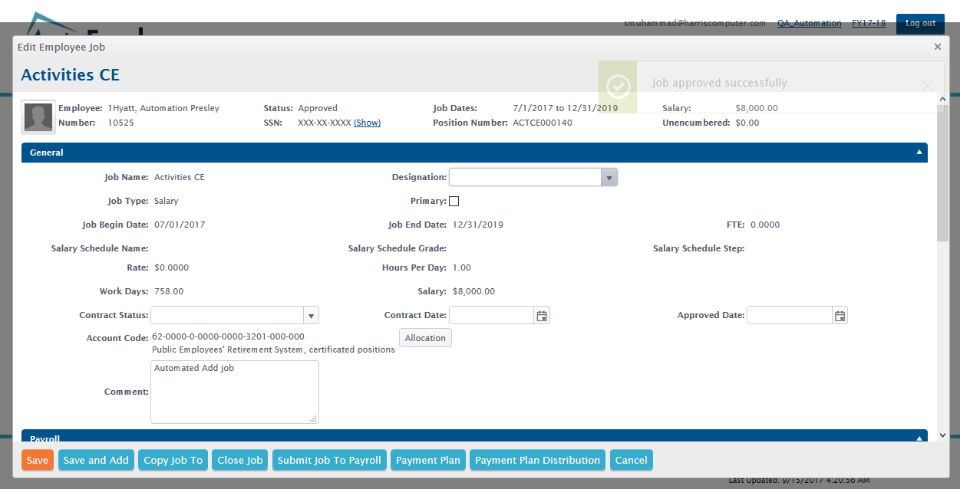 smuhammad@harriscomputer.com QA_Automation FY17-18 Log out
Edit Employee Job
Activities CE
Job approved successfully.
Employee: 1Hyatt, Automation Presley Status: Approved Job Dates: 7/1/2017 to 12/31/2019 Salary: $8,000.00
Number: 10525 SSN: XXX-XX-XXXX (Show) Position Number: ACTCE000140 Unencumbered: $0.00
General
Job Name: Activities CE Designation:
Job Type: Salary Primary:
Job Begin Date: 07/01/2017 Job End Date: 12/31/2019 FTE: 0.0000
Salary Schedule Name: Salary Schedule Grade: Salary Schedule Step:
Rate: $0.0000 Hours Per Day: 1.00
Work Days: 758.00 Salary: $8,000.00
Contract Status: Contract Date: Approved Date:
Account Code: 62-0000-0-0000-0000-3201-000-000 Allocation
Public Employees' Retirement System, certificated positions
Comment: Automated Add job
Payroll
Save Save and Add Copy Job To Close Job Submit Job To Payroll Payment Plan Payment Plan Distribution Cancel
Last Updated: 9/15/2017 4:20:56 AM